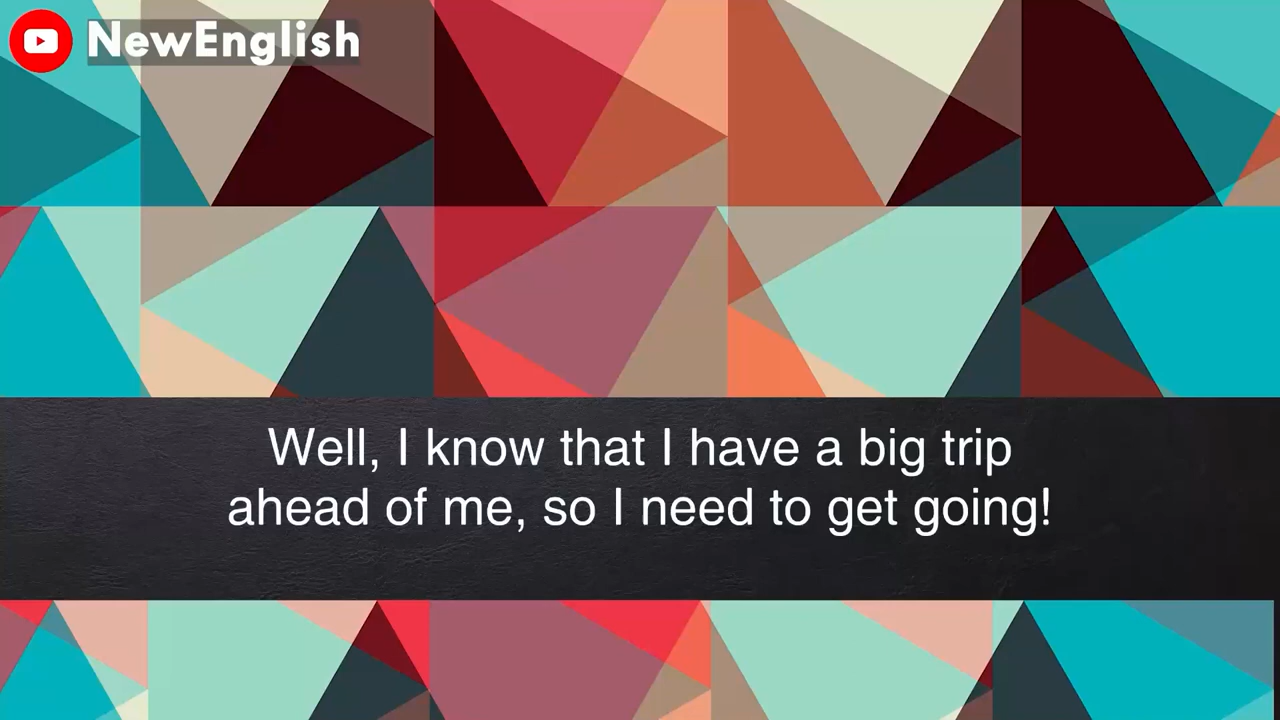 NewEnglish
Well, I know that I have a big trip
ahead of me, so I need to get going!